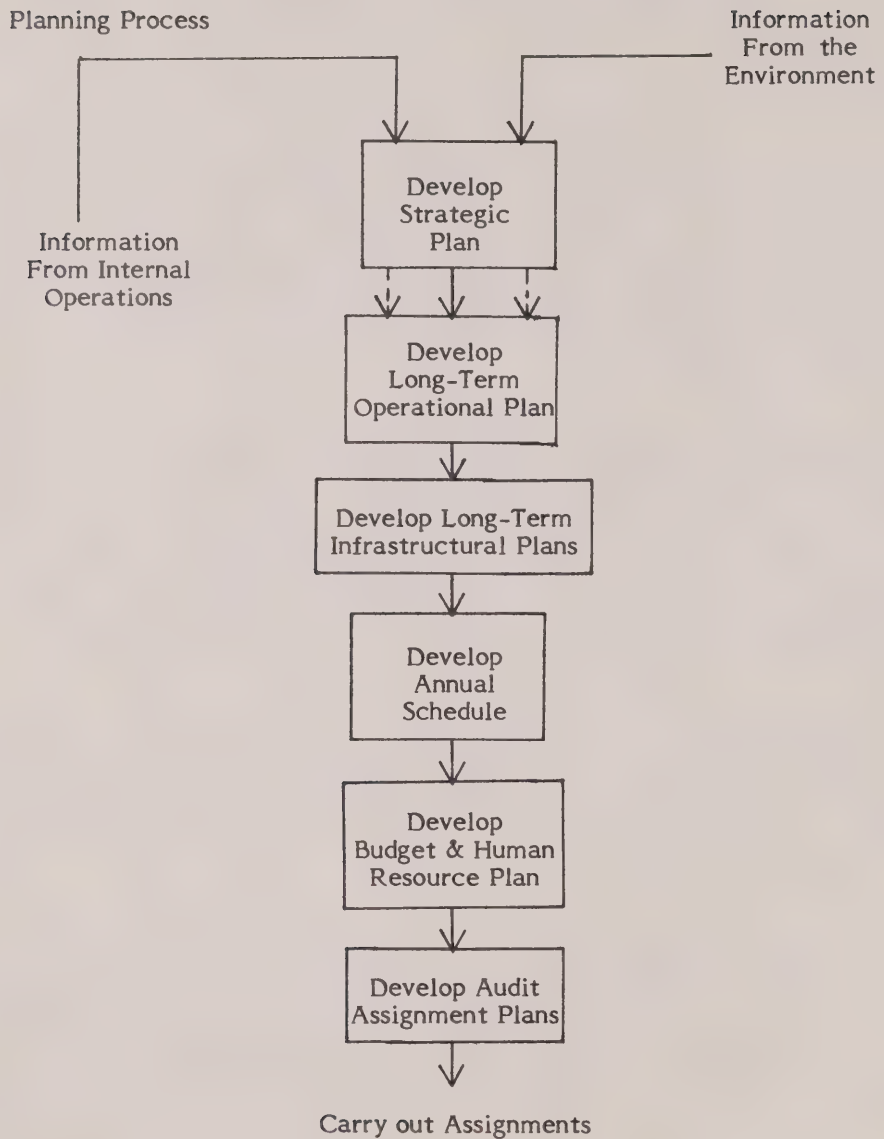 Planning Process
Information
From the
Environment
Develop
Strategic
Plan
Information
From Internal
Operations
Develop
Long-Term
Operational Plan
Develop Long-Term
Infrastructural Plans
Develop
Annual
Schedule
Develop
Budget & Human
Resource Plan
Develop Audit
Assignment Plans
Carry out Assignments